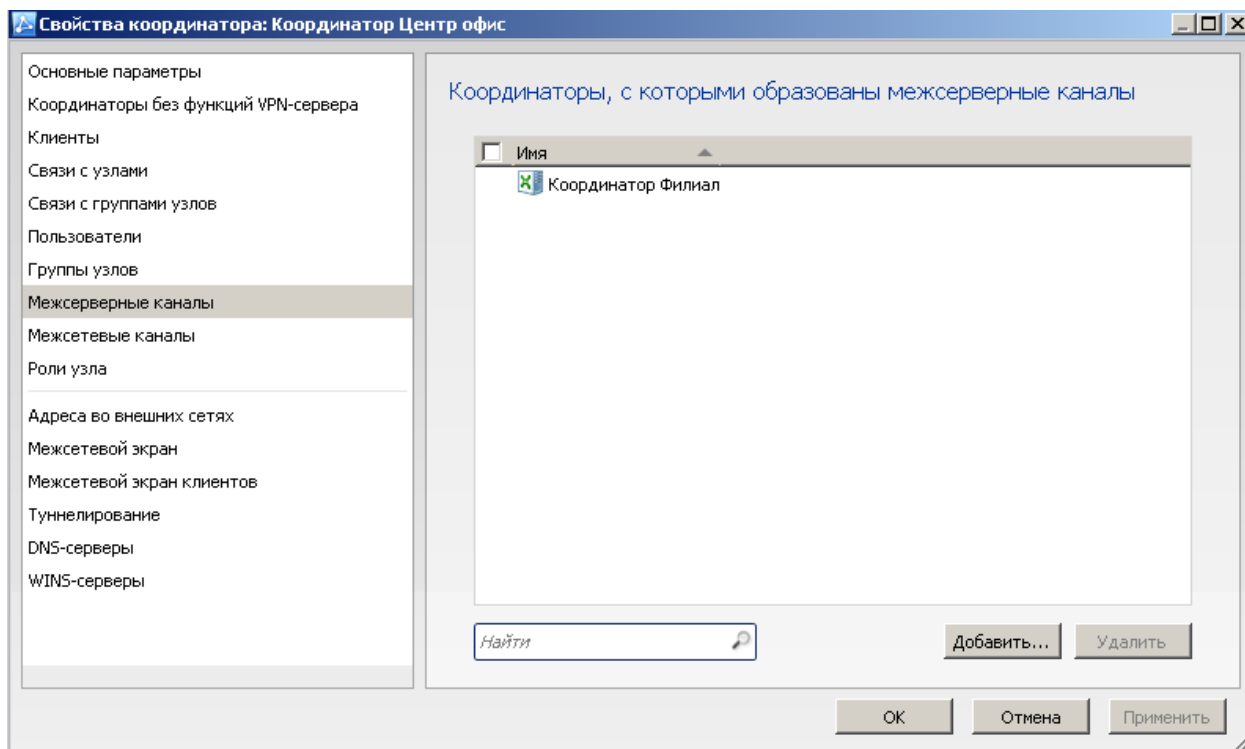 Свойства координатора: Координатор Центр офис
Основные параметры
Координаторы без функций VPN-сервера
Клиенты
Связи с узлами
Связи с группами узлов
Пользователи
Группы узлов
Межсерверные каналы
Межсетевые каналы
Роли узла
Адреса во внешних сетях
Межсетевой экран
Межсетевой экран клиентов
Туннелирование
DNS-серверы
WINS-серверы
Координаторы, с которыми образованы межсерверные каналы
Имя
Координатор Филиал
Найти
Добавить...
Удалить
ОК
Отмена
Применить